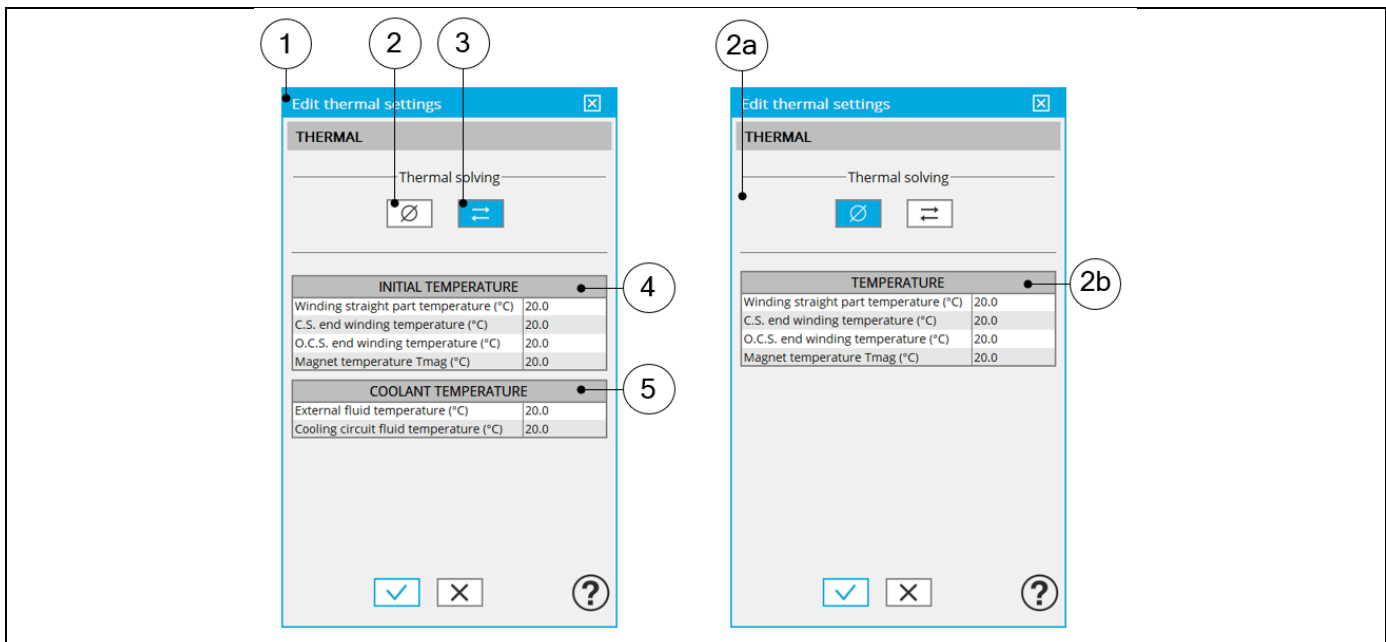 1
2
3
2a
Edit thermal settings
THERMAL
Thermal solving
INITIAL TEMPERATURE
4
Winding straight part temperature (°C) 20.0
C.S. end winding temperature (°C) 20.0
O.C.S. end winding temperature (°C) 20.0
Magnet temperature Tmag (°C) 20.0
COOLANT TEMPERATURE
5
External fluid temperature (°C) 20.0
Cooling circuit fluid temperature (°C) 20.0
?
Edit thermal settings
THERMAL
Thermal solving
TEMPERATURE
2b
Winding straight part temperature (°C) 20.0
C.S. end winding temperature (°C) 20.0
O.C.S. end winding temperature (°C) 20.0
Magnet temperature Tmag (°C) 20.0
?